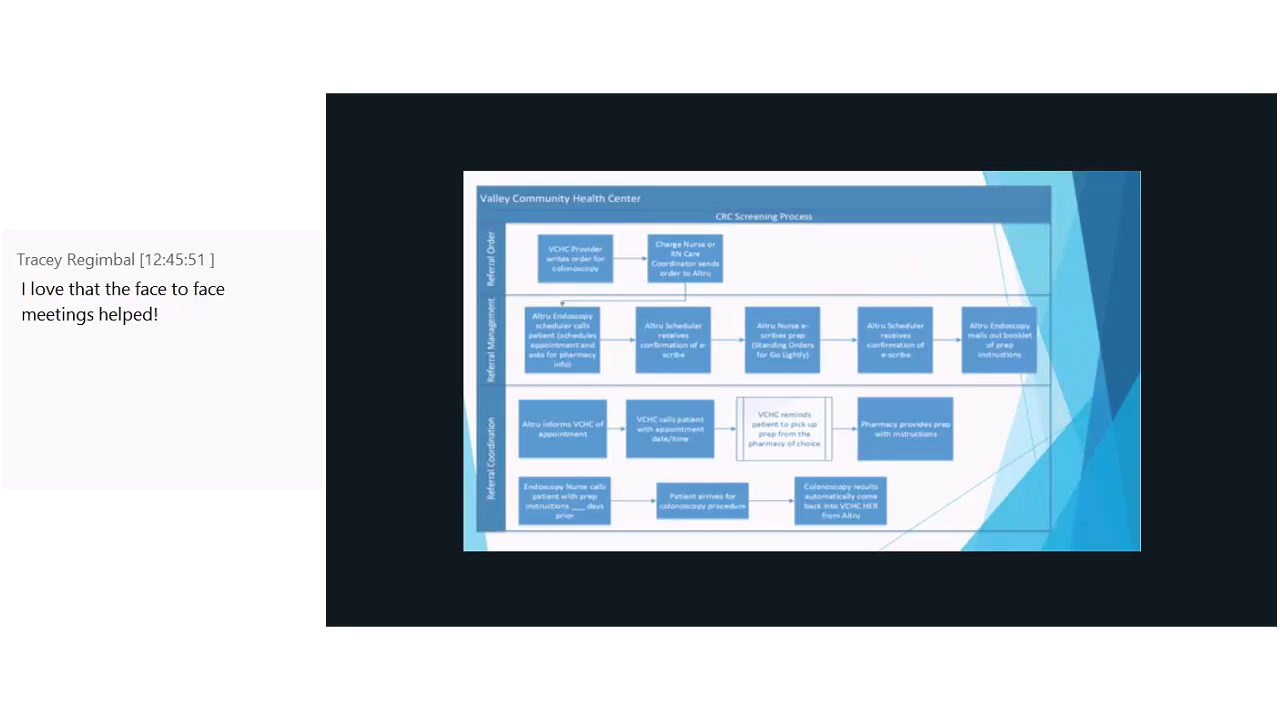 Tracey Regimbal [12:45:51 ]
I love that the face to face
meetings helped!
Valley Community Health Center
CRC Screening Process
Referral Order
VCHC Provider
writes order for
colonoscopy
Charge Nurse or
RN Care
Coordinator sends
order to Altru
Referral Management
Altru Endoscopy
scheduler calls
patient (schedules
appointment and
asks for pharmacy
info)
Altru Scheduler
receives
confirmation of e-
scribe
Altru Nurse e-
scribes prep
(Standing Orders
for Go Lightly)
Altru Scheduler
receives
confirmation of
e-scribe
Altru Endoscopy
mails out booklet
of prep
instructions
Referral Coordination
Altru informs VCHC of
appointment
VCHC calls patient
with appointment
date/time
VCHC reminds
patient to pick up
prep from the
pharmacy of choice
Pharmacy provides prep
with instructions
Endoscopy Nurse calls
patient with prep
instructions ___ days
prior
Patient arrives for
colonoscopy procedure
Colonoscopy results
automatically come
back into VCHC HER
from Altru